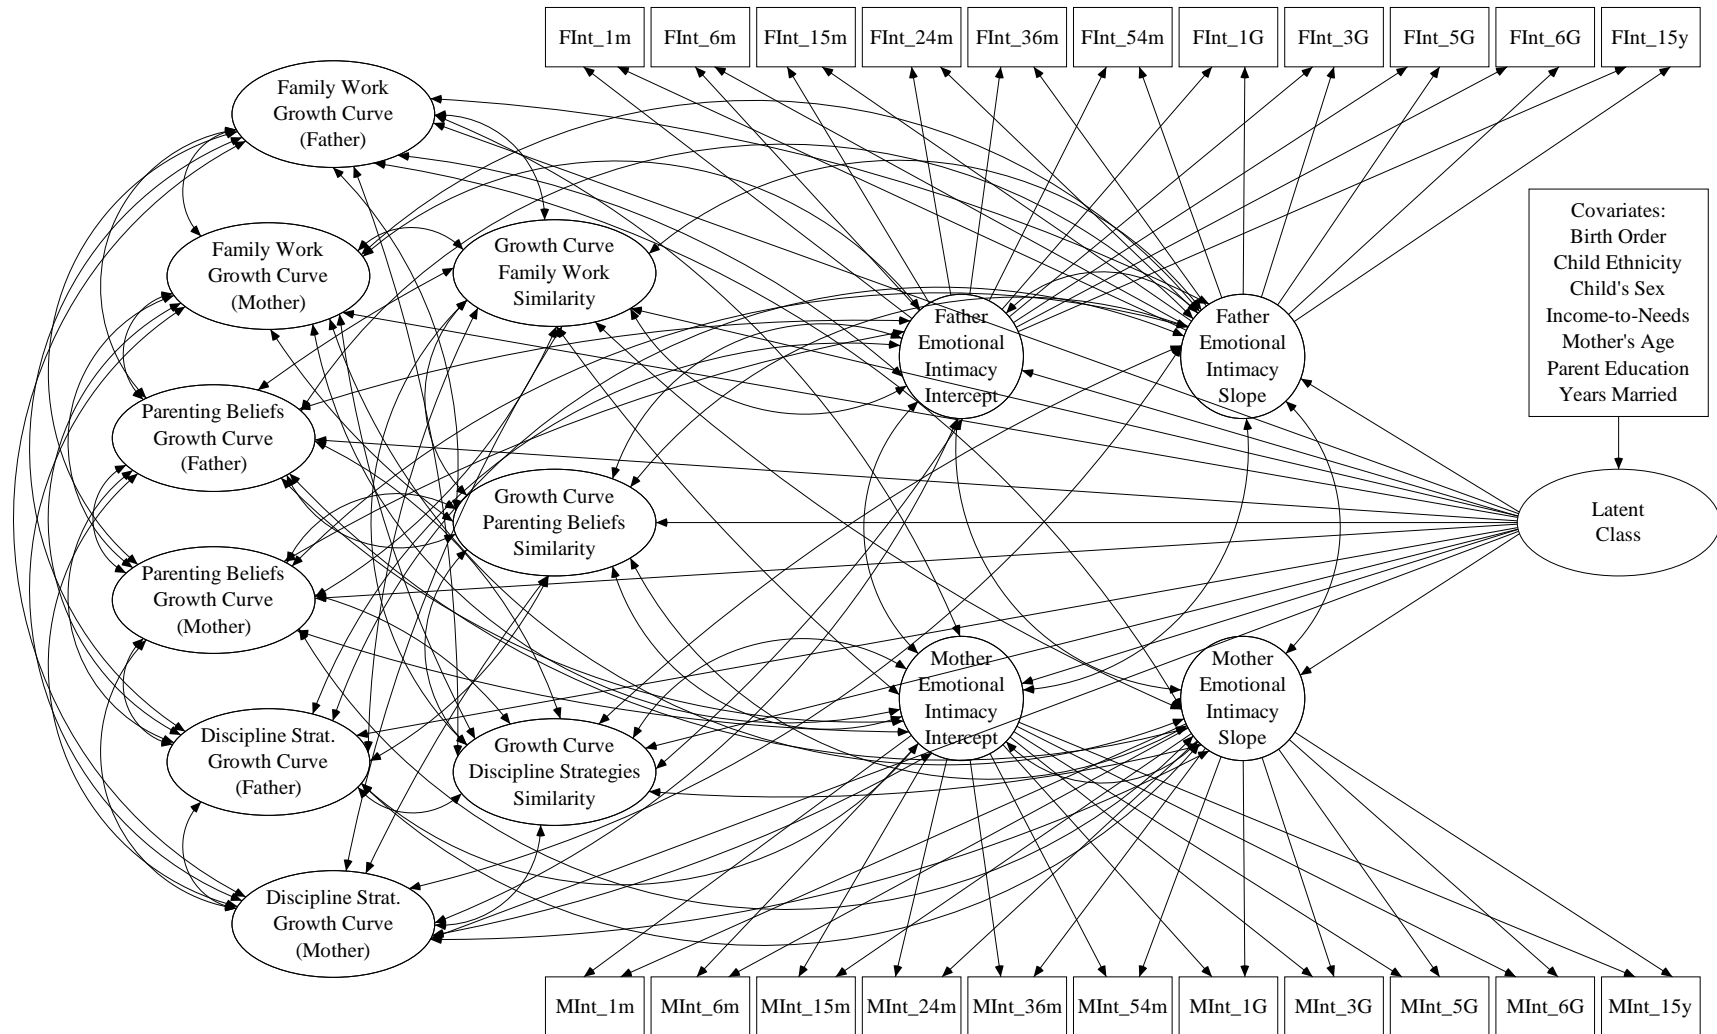 FInt_1m
FInt_6m
FInt_15m
FInt_24m
FInt_36m
FInt_54m
FInt_1G
FInt_3G
FInt_5G
FInt_6G
FInt_15y
Family Work
Growth Curve
(Father)
Family Work
Growth Curve
(Mother)
Parenting Beliefs
Growth Curve
(Father)
Parenting Beliefs
Growth Curve
(Mother)
Discipline Strat.
Growth Curve
(Father)
Discipline Strat.
Growth Curve
(Mother)
Growth Curve
Family Work
Similarity
Growth Curve
Parenting Beliefs
Similarity
Growth Curve
Discipline Strategies
Similarity
Father
Emotional
Intimacy
Intercept
Father
Emotional
Intimacy
Slope
Mother
Emotional
Intimacy
Intercept
Mother
Emotional
Intimacy
Slope
Covariates:
Birth Order
Child Ethnicity
Child's Sex
Income-to-Needs
Mother's Age
Parent Education
Years Married
Latent
Class
MInt_1m
MInt_6m
MInt_15m
MInt_24m
MInt_36m
MInt_54m
MInt_1G
MInt_3G
MInt_5G
MInt_6G
MInt_15y